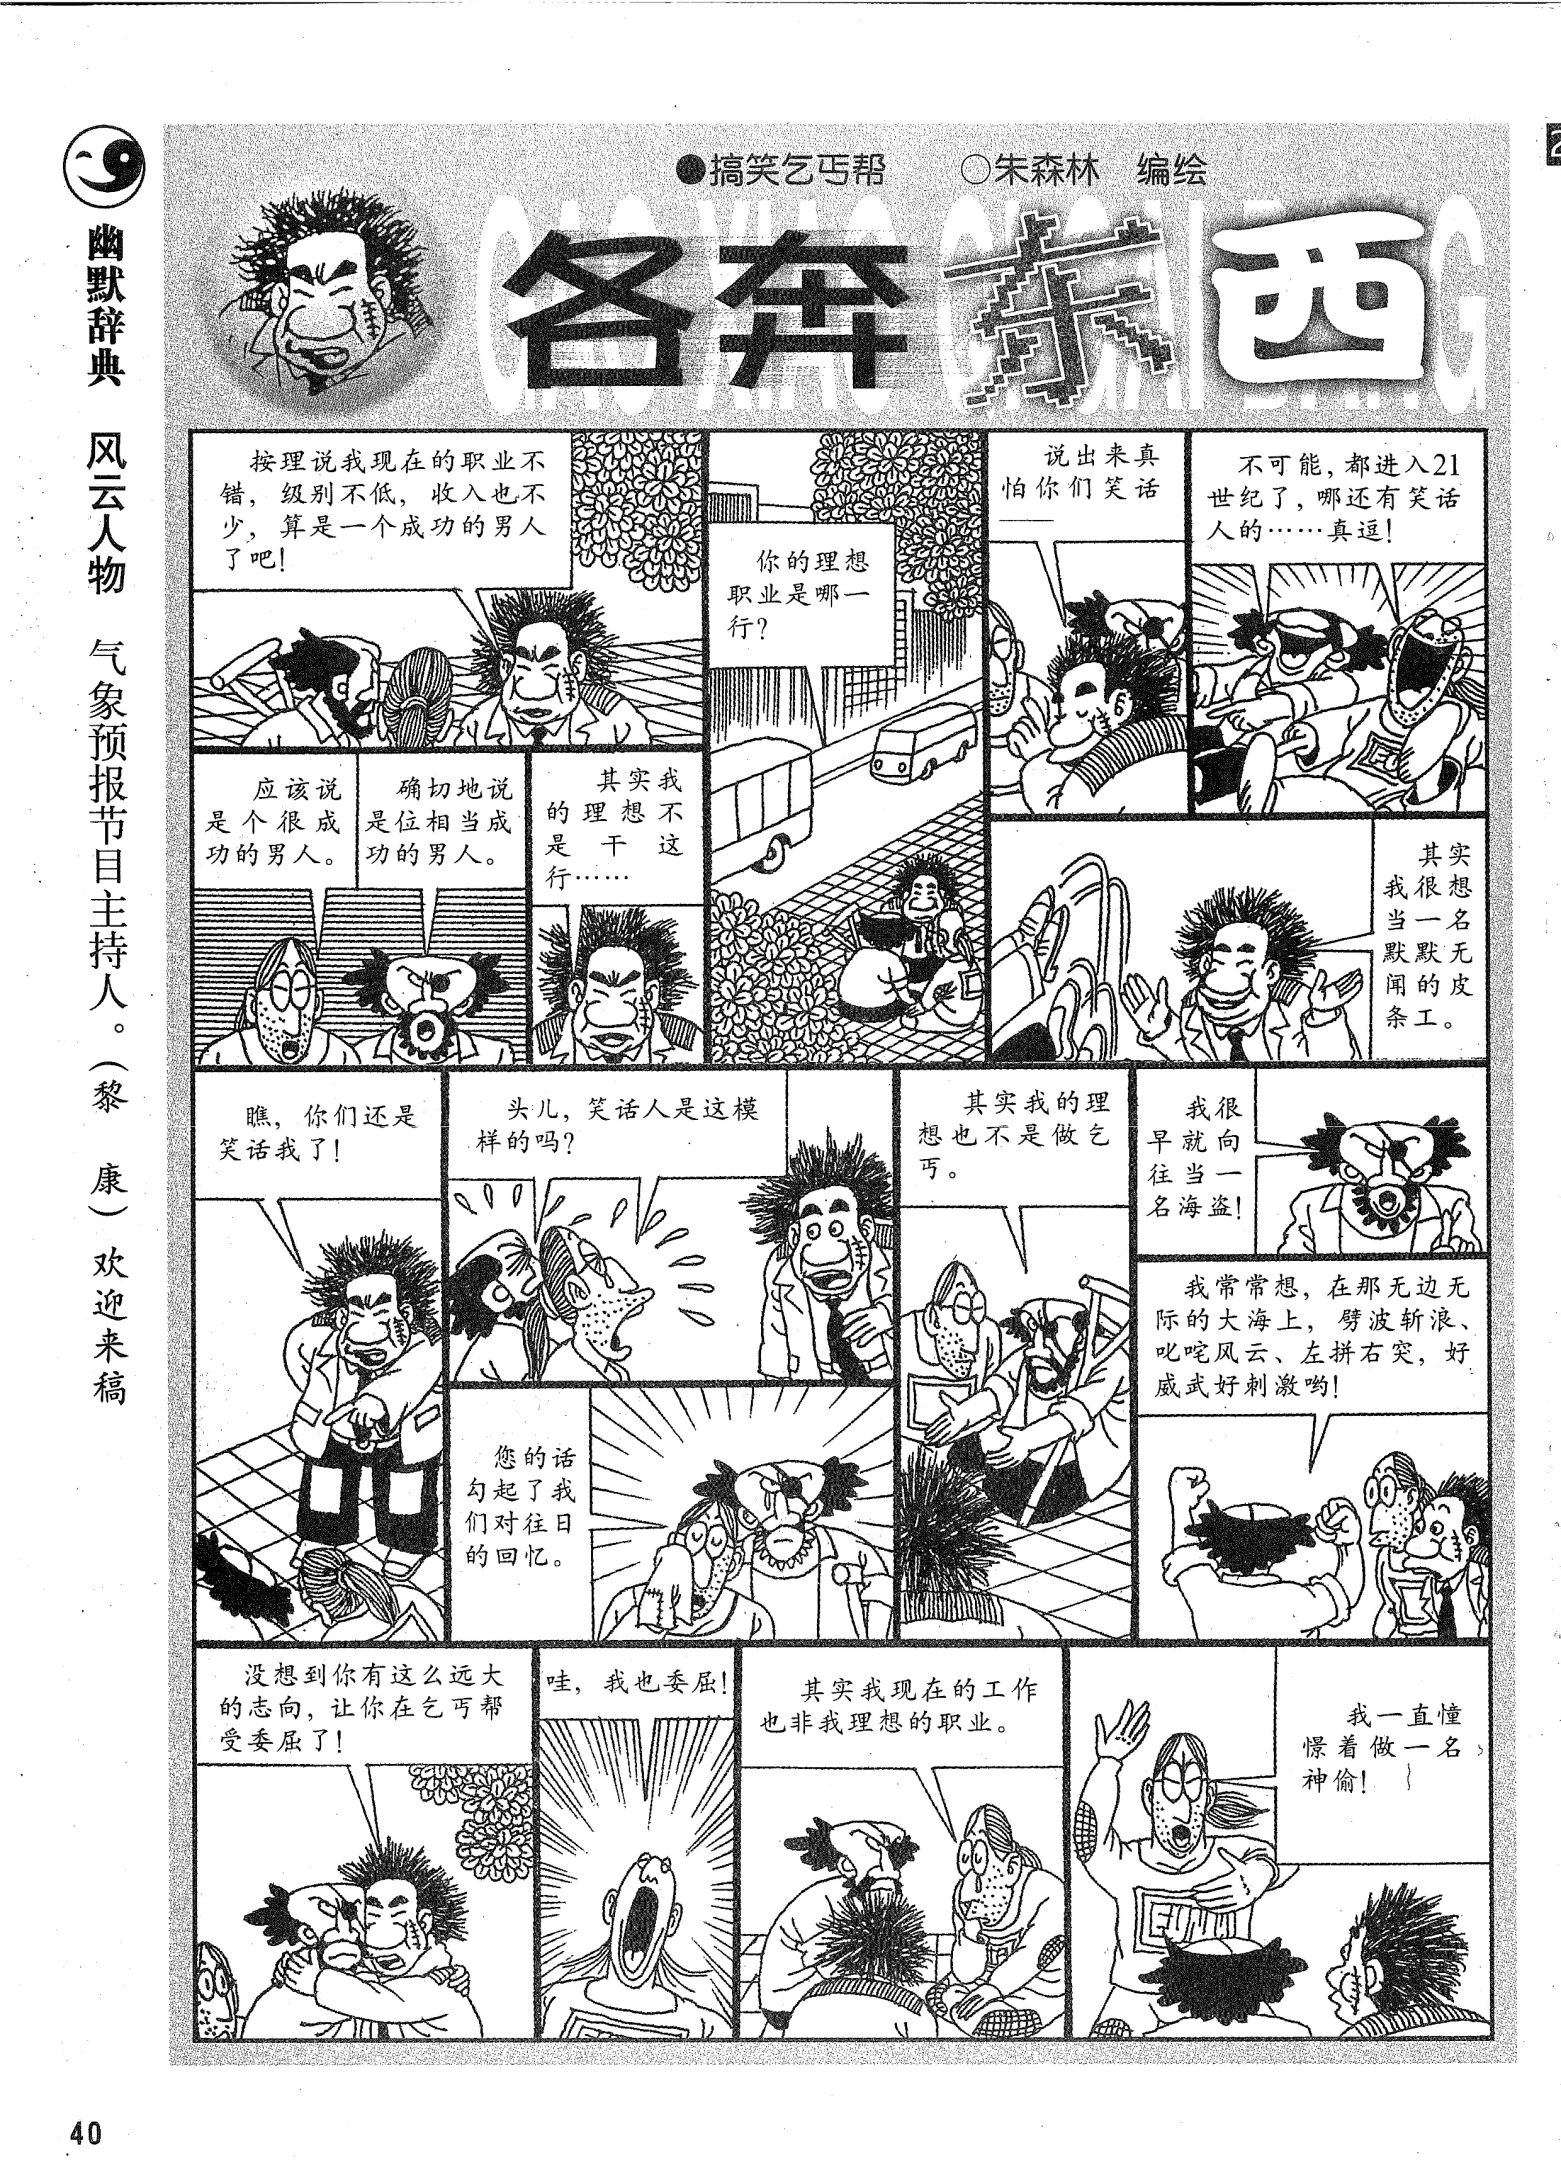 ●搞笑乞丐帮 ○朱森林 编绘
GAO XIAO QI GAI BANG
各奔东西
按理说我现在的职业不
错，级别不低，收入也不
少，算是一个成功的男人
了吧！
应该说
是个很成
功的男人。
确切地说
是位相当成
功的男人。
其实我
的理想不
是干这
行……
你的理想
职业是哪一
行？
说出来真
怕你们笑话
——
不可能，都进入21
世纪了，哪还有笑话
人的……真逗！
其实
我很想
当一名
默默无
闻的皮
条工。
瞧，你们还是
笑话我了！
头儿，笑话人是这模
样的吗？
您的话
勾起了我
们对往日
的回忆。
其实我的理
想也不是做乞
丐。
我很
早就向
往当一
名海盗！
我常常想，在那无边无
际的大海上，劈波斩浪、
叱咤风云、左拼右突，好
威武好刺激哟！
没想到你有这么远大
的志向，让你在乞丐帮
受委屈了！
哇，我也委屈！
其实我现在的工作
也非我理想的职业。
我一直憧
憬着做一名
神偷！
幽默辞典 风云人物 气象预报节目主持人。（黎 康）欢迎来稿
40
2